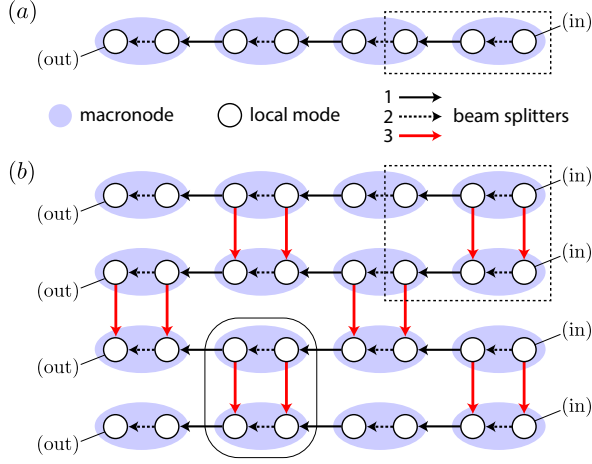 (a)
(in)
(out)
macronode
local mode
1
2
3
beam splitters
(b)
(in)
(out)
(in)
(out)
(in)
(out)
(in)
(out)